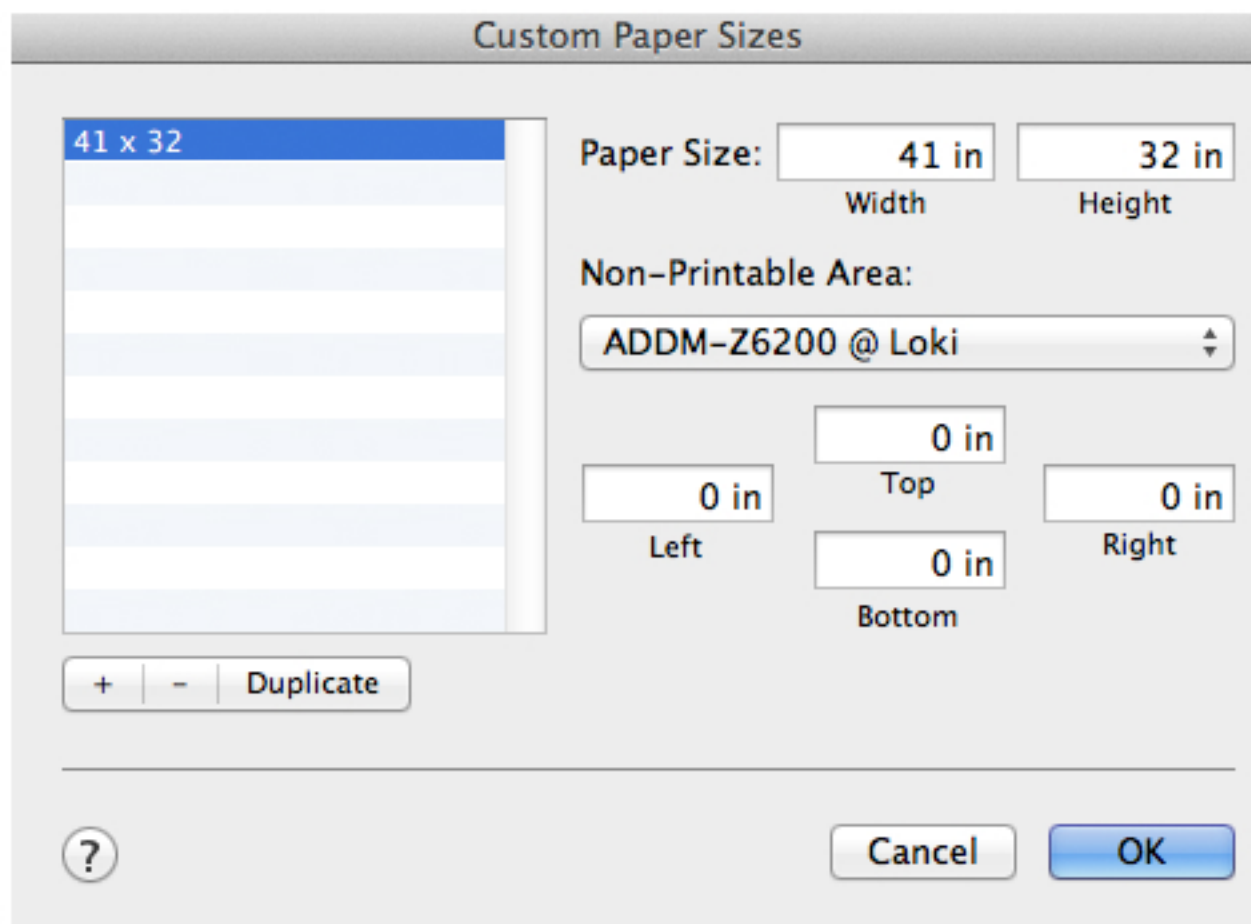 Custom Paper Sizes
41 x 32
Paper Size: 41 in 32 in
Width Height
Non-Printable Area:
ADDM-Z6200 @ Loki
0 in
Top
0 in 0 in
Left Right
0 in
Bottom
+ - Duplicate
? Cancel OK